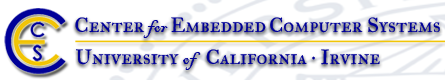 CECS
CENTER for EMBEDDED COMPUTER SYSTEMS
UNIVERSITY of CALIFORNIA · IRVINE